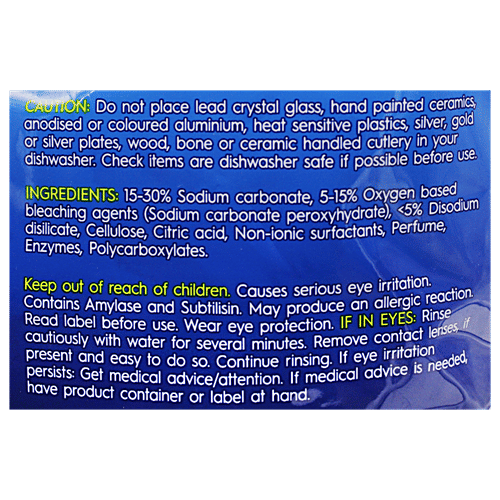 CAUTION: Do not place lead crystal glass, hand painted ceramics,
anodised or coloured aluminium, heat sensitive plastics, silver, gold
or silver plates, wood, bone or ceramic handled cutlery in your
dishwasher. Check items are dishwasher safe if possible before use.
INGREDIENTS: 15-30% Sodium carbonate, 5-15% Oxygen based
bleaching agents (Sodium carbonate peroxyhydrate), <5% Disodium
disilicate, Cellulose, Citric acid, Non-ionic surfactants, Perfume,
Enzymes, Polycarboxylates.
Keep out of reach of children. Causes serious eye irritation.
Contains Amylase and Subtilisin. May produce an allergic reaction.
Read label before use. Wear eye protection. IF IN EYES: Rinse
cautiously with water for several minutes. Remove contact lenses, if
present and easy to do so. Continue rinsing. If eye irritation
persists: Get medical advice/attention. If medical advice is needed,
have product container or label at hand.